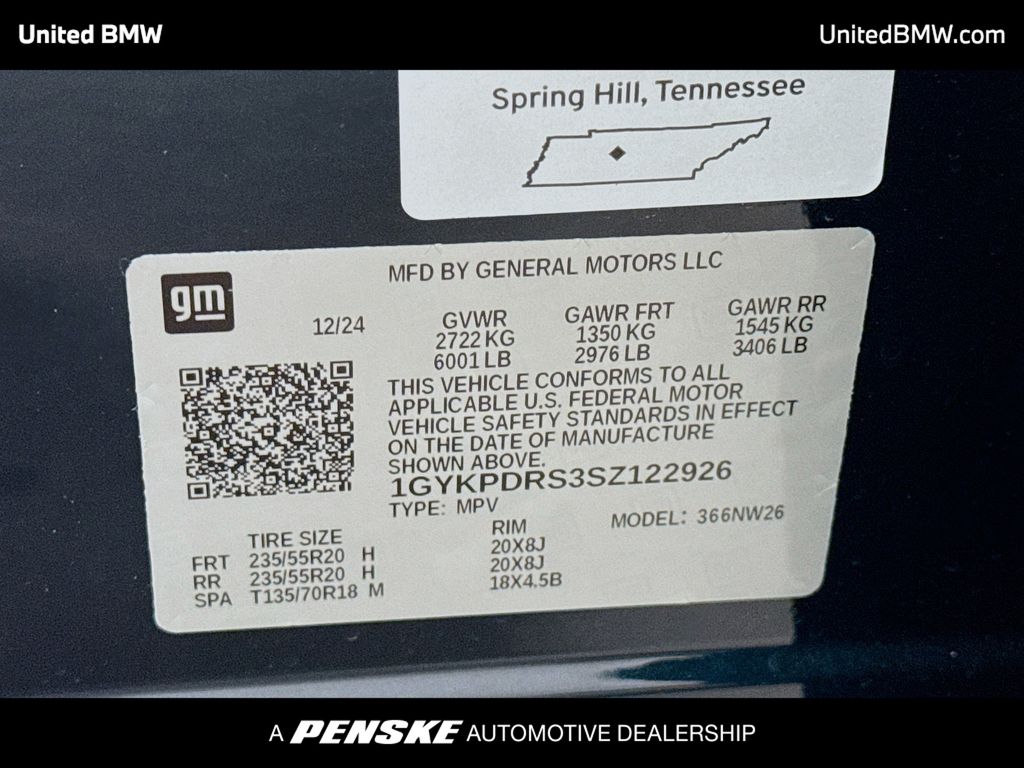 United BMW
UnitedBMW.com
Spring Hill, Tennessee
gm
MFD BY GENERAL MOTORS LLC
12/24
GVWR
2722 KG
6001 LB
GAWR FRT
1350 KG
2976 LB
GAWR RR
1545 KG
3406 LB
THIS VEHICLE CONFORMS TO ALL
APPLICABLE U.S. FEDERAL MOTOR
VEHICLE SAFETY STANDARDS IN EFFECT
ON THE DATE OF MANUFACTURE
SHOWN ABOVE.
1GYKPDRS3SZ122926
TYPE: MPV
MODEL: 366NW26
TIRE SIZE RIM
FRT 235/55R20 H 20X8J
RR 235/55R20 H 20X8J
SPA T135/70R18 M 18X4.5B
A PENSKE AUTOMOTIVE DEALERSHIP